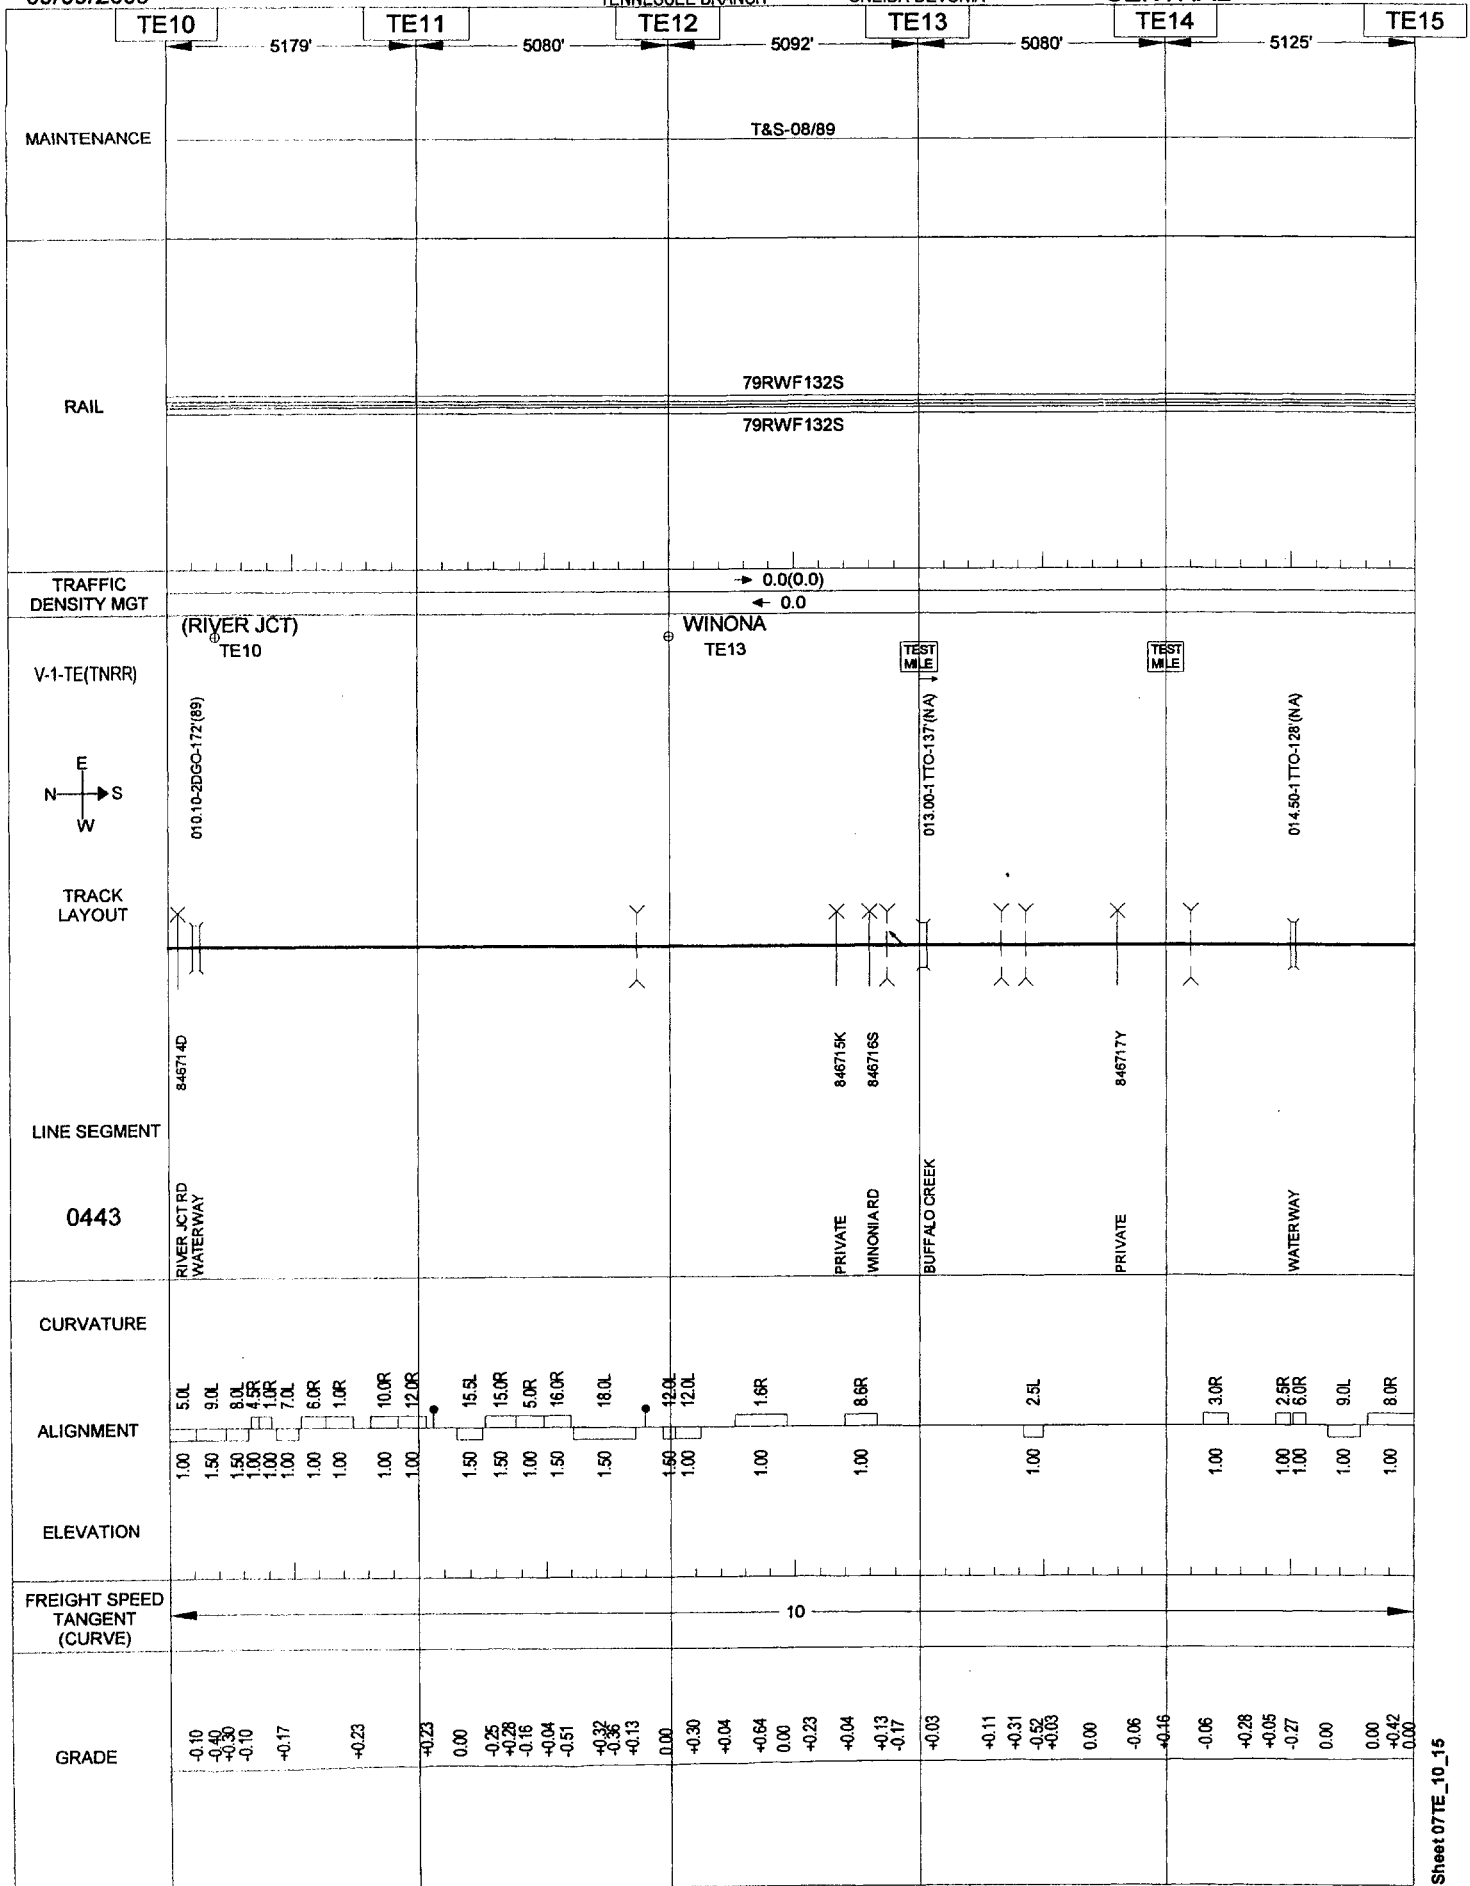 TENNESSEE BRANCH
TE10 TE11 TE12 TE13 TE14 TE15
5179' 5080' 5092' 5080' 5125'
MAINTENANCE
T&S-08/89
RAIL
79RWF132S
79RWF132S
TRAFFIC
DENSITY MGT
0.0(0.0)
0.0
(RIVER JCT)
TE10
WINONA
TE13
TEST
MILE
TEST
MILE
V-1-TE(TNRR)
E
N S
W
010.10-2DGO-172'(89)
013.00-1TTO-137'(NA)
014.50-1TTO-128'(NA)
TRACK
LAYOUT
846714D
846715K
846716S
846717Y
LINE SEGMENT
0443
RIVER JCT RD
WATERWAY
PRIVATE
WINONIA RD
BUFFALO CREEK
PRIVATE
WATERWAY
CURVATURE
5.0L 9.0L 8.0L 4.5R 1.0R 7.0L 6.0R 1.0R 10.0R 12.0R 15.5L 15.0R 5.0R 16.0R 18.0L 12.0L 12.0L 1.6R 8.6R 2.5L 3.0R 2.5R 6.0R 9.0L 8.0R
ALIGNMENT
1.00 1.50 1.50 1.00 1.00 1.00 1.00 1.00 1.00 1.00 1.50 1.50 1.00 1.50 1.50 1.50 1.00 1.00 1.00 1.00 1.00 1.00 1.00 1.00 1.00
ELEVATION
FREIGHT SPEED
TANGENT
(CURVE)
10
GRADE
-0.10 -0.40 +0.30 -0.10 +0.17 +0.23 +0.23 0.00 -0.25 +0.28 -0.16 +0.04 -0.51 +0.32 -0.36 +0.13 0.00 +0.30 +0.04 +0.64 0.00 +0.23 +0.04 +0.13 -0.17 +0.03 +0.11 +0.31 -0.52 +0.03 0.00 -0.06 +0.16 -0.06 +0.28 +0.05 -0.27 0.00 0.00 +0.42 0.00
Sheet 07TE_10_15